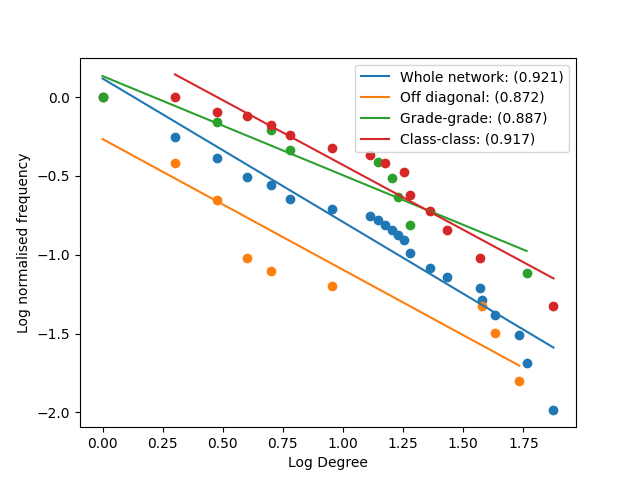 Whole network: (0.921)
Off diagonal: (0.872)
Grade-grade: (0.887)
Class-class: (0.917)
0.0
−0.5
−1.0
−1.5
−2.0
Log normalised frequency
0.00 0.25 0.50 0.75 1.00 1.25 1.50 1.75
Log Degree